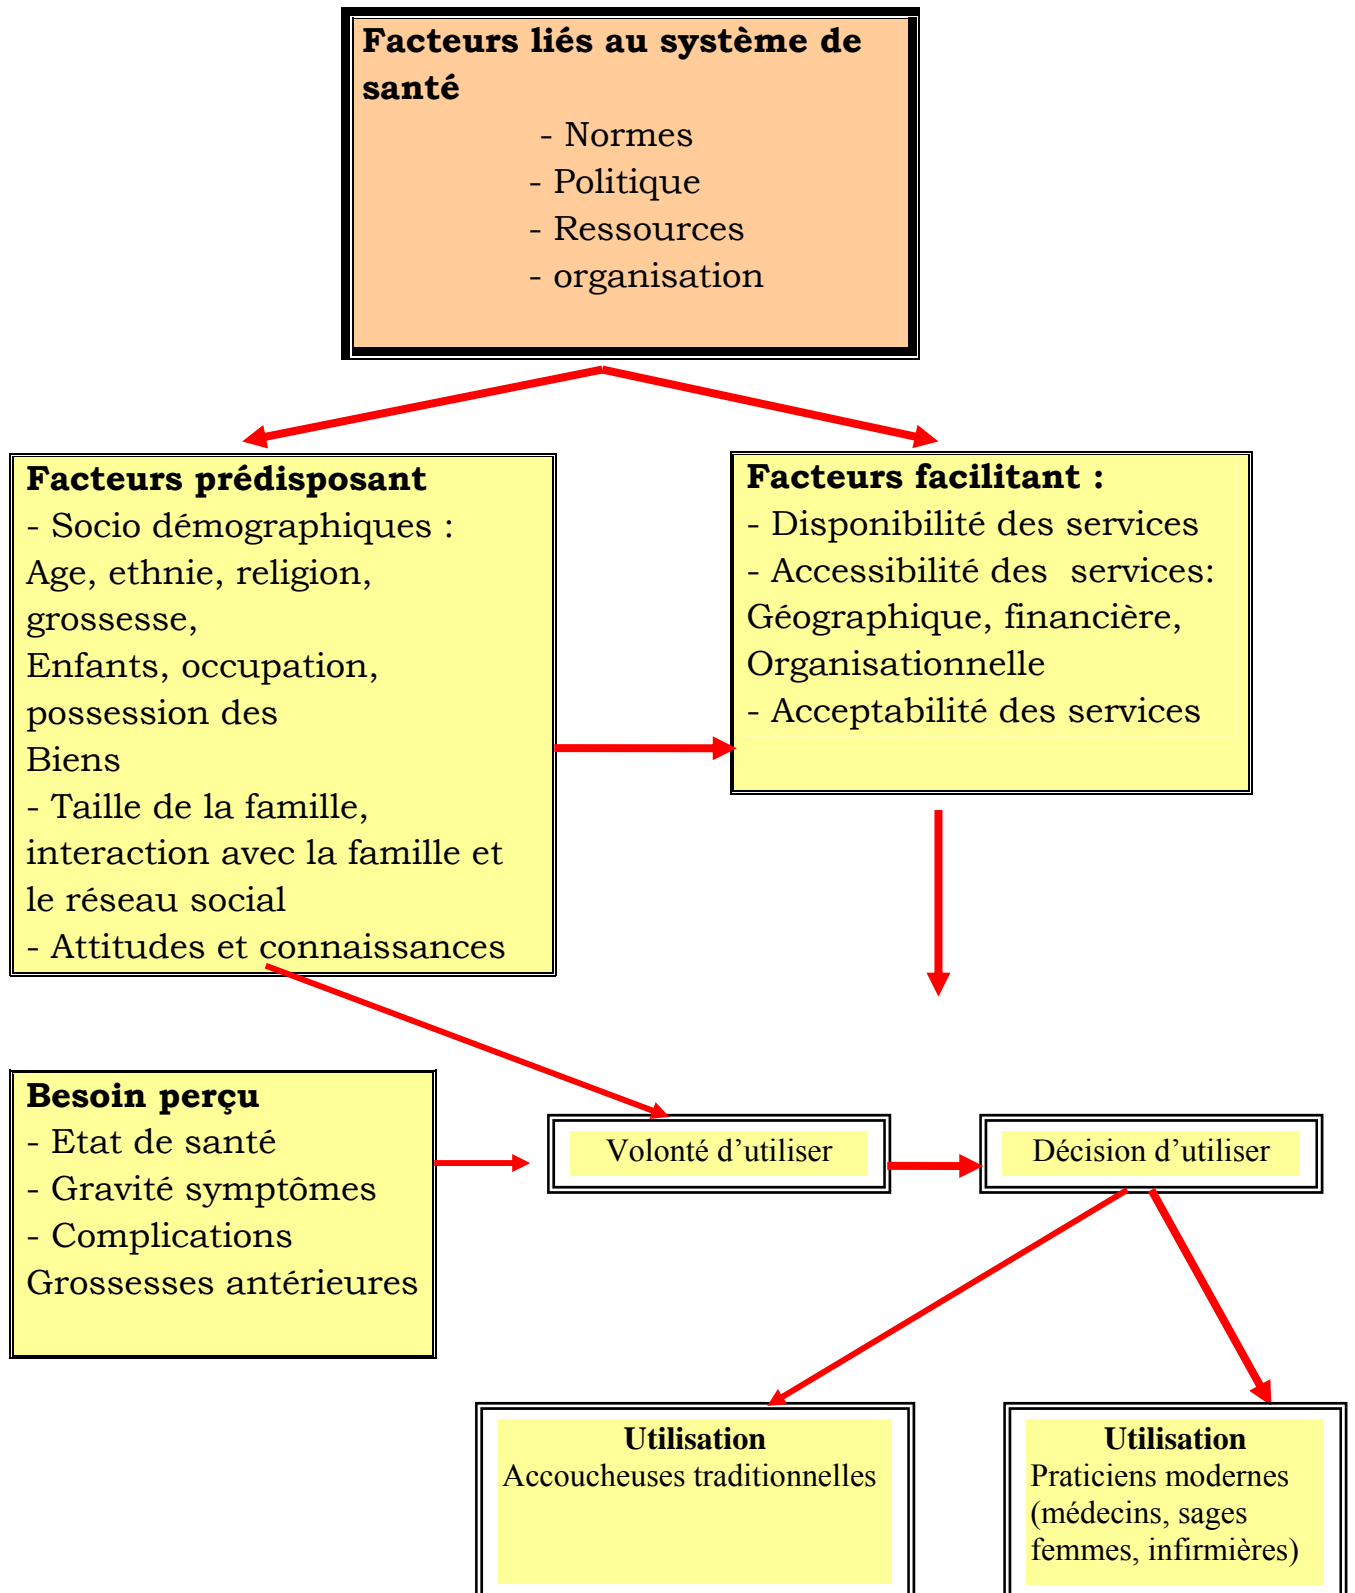 Facteurs liés au système de
santé
- Normes
- Politique
- Ressources
- organisation
Facteurs prédisposant
- Socio démographiques :
Age, ethnie, religion,
grossesse,
Enfants, occupation,
possession des
Biens
- Taille de la famille,
interaction avec la famille et
le réseau social
- Attitudes et connaissances
Facteurs facilitant :
- Disponibilité des services
- Accessibilité des services:
Géographique, financière,
Organisationnelle
- Acceptabilité des services
Besoin perçu
- Etat de santé
- Gravité symptômes
- Complications
Grossesses antérieures
Volonté d’utiliser
Décision d’utiliser
Utilisation
Accoucheuses traditionnelles
Utilisation
Praticiens modernes
(médecins, sages
femmes, infirmières)